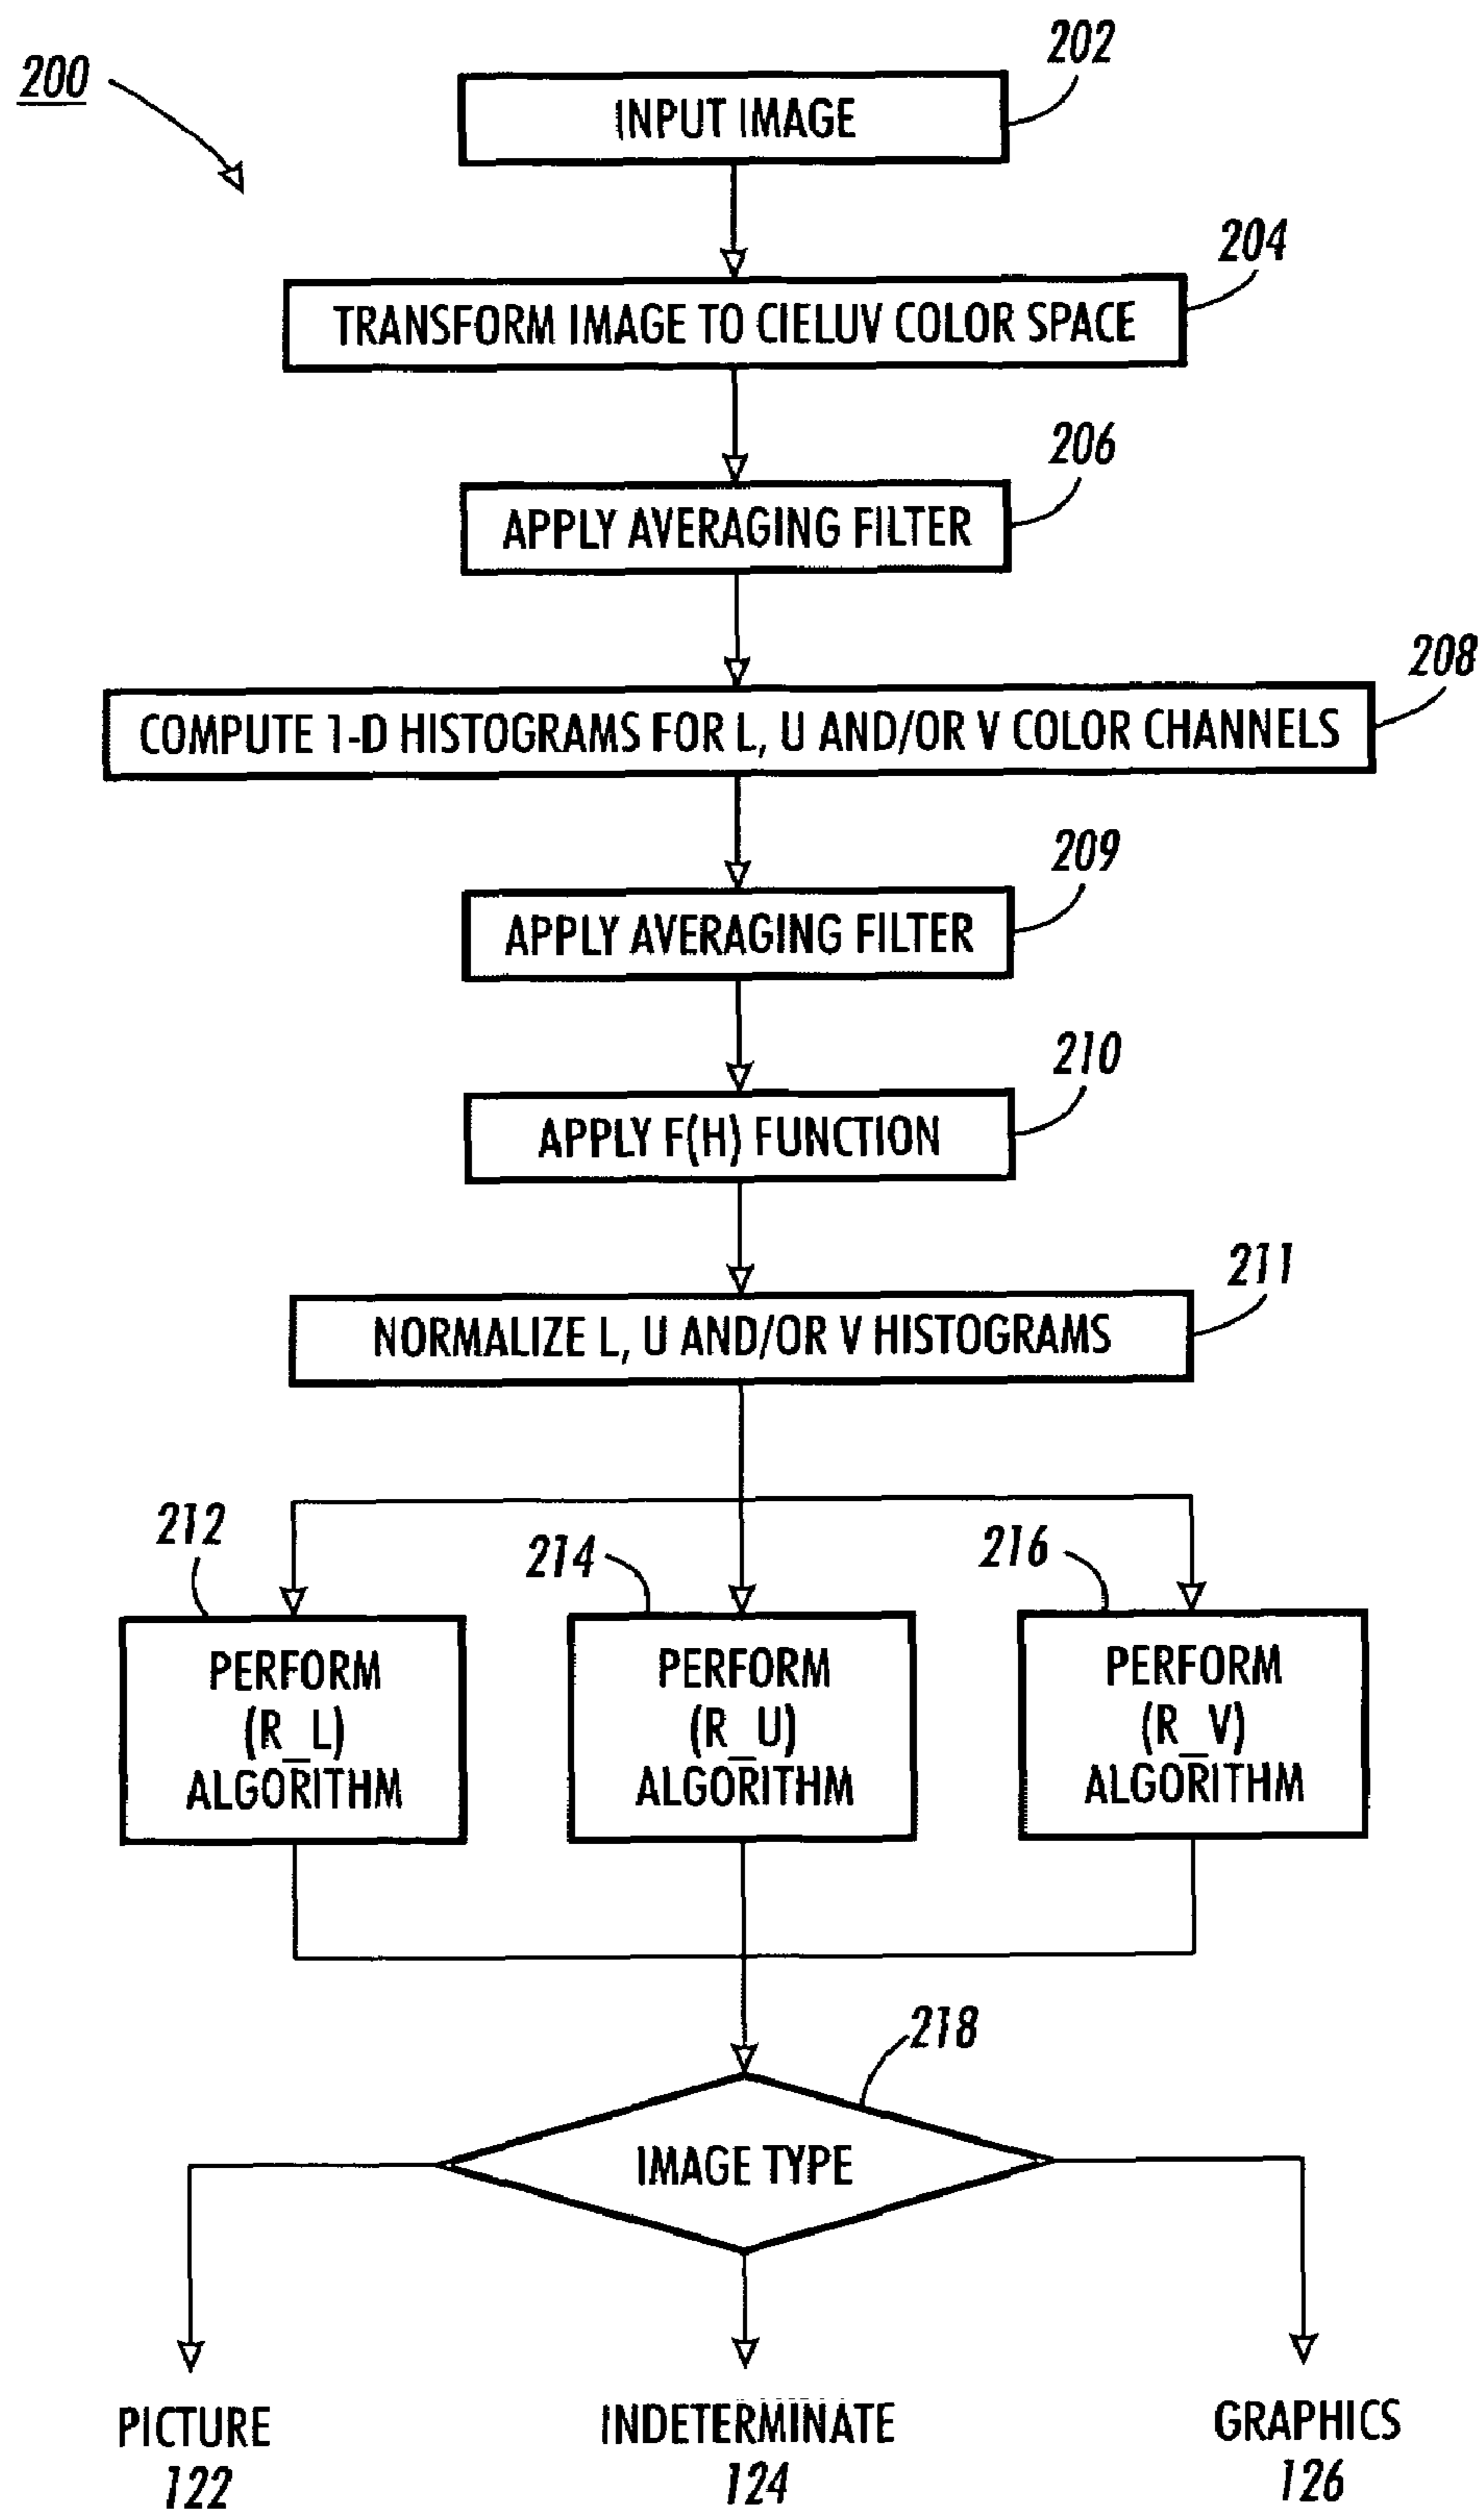 200
202
INPUT IMAGE
204
TRANSFORM IMAGE TO CIELUV COLOR SPACE
206
APPLY AVERAGING FILTER
208
COMPUTE 1-D HISTOGRAMS FOR L, U AND/OR V COLOR CHANNELS
209
APPLY AVERAGING FILTER
210
APPLY F(H) FUNCTION
211
NORMALIZE L, U AND/OR V HISTOGRAMS
212
PERFORM
(R_L)
ALGORITHM
214
PERFORM
(R_U)
ALGORITHM
216
PERFORM
(R_V)
ALGORITHM
218
IMAGE TYPE
PICTURE
122
INDETERMINATE
124
GRAPHICS
126